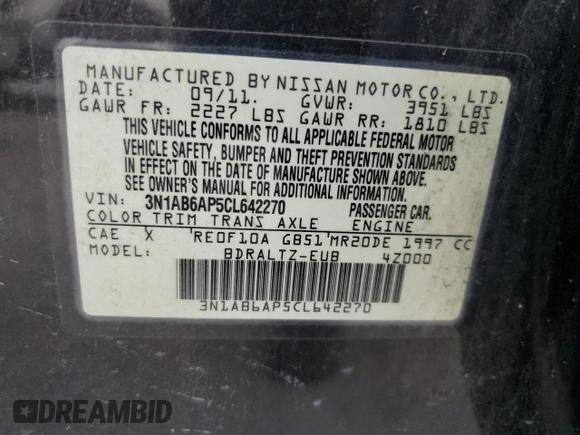 MANUFACTURED BY NISSAN MOTOR CO., LTD.
DATE: 09/11. GVWR: 3951 LBS
GAWR FR: 2227 LBS GAWR RR: 1810 LBS
THIS VEHICLE CONFORMS TO ALL APPLICABLE FEDERAL MOTOR
VEHICLE SAFETY, BUMPER AND THEFT PREVENTION STANDARDS
IN EFFECT ON THE DATE OF MANUFACTURE SHOWN ABOVE.
SEE OWNER'S MANUAL FOR ADDITIONAL INFORMATION.
VIN: 3N1AB6AP5CL642270 PASSENGER CAR.
COLOR TRIM TRANS AXLE ENGINE
CAE X RE0F10A GB51 MR20DE 1997 CC
MODEL: BDRALTZ-EUB 4Z000
3N1AB6AP5CL642270
DREAMBID